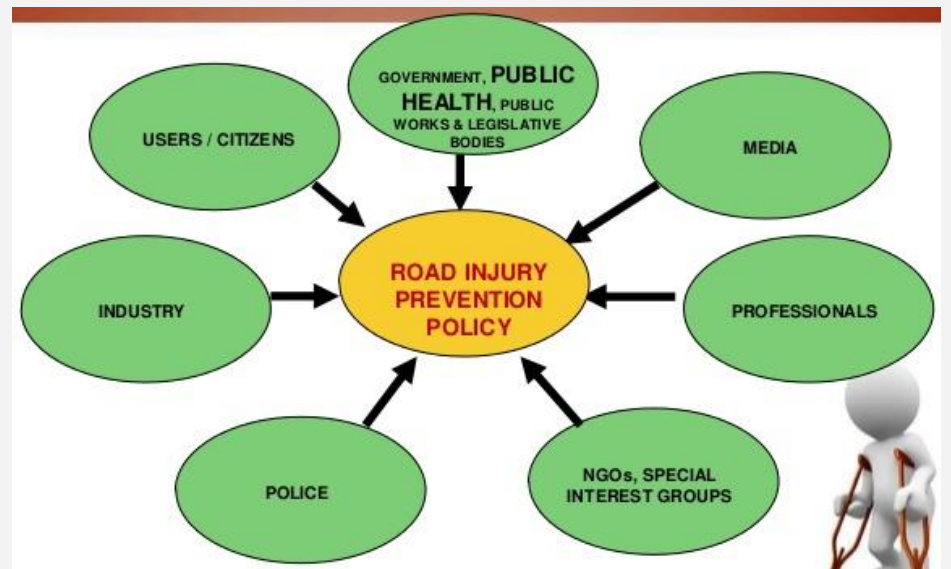 GOVERNMENT, PUBLIC
HEALTH, PUBLIC
WORKS & LEGISLATIVE
BODIES
USERS / CITIZENS
MEDIA
ROAD INJURY
PREVENTION
POLICY
INDUSTRY
PROFESSIONALS
POLICE
NGOs, SPECIAL
INTEREST GROUPS